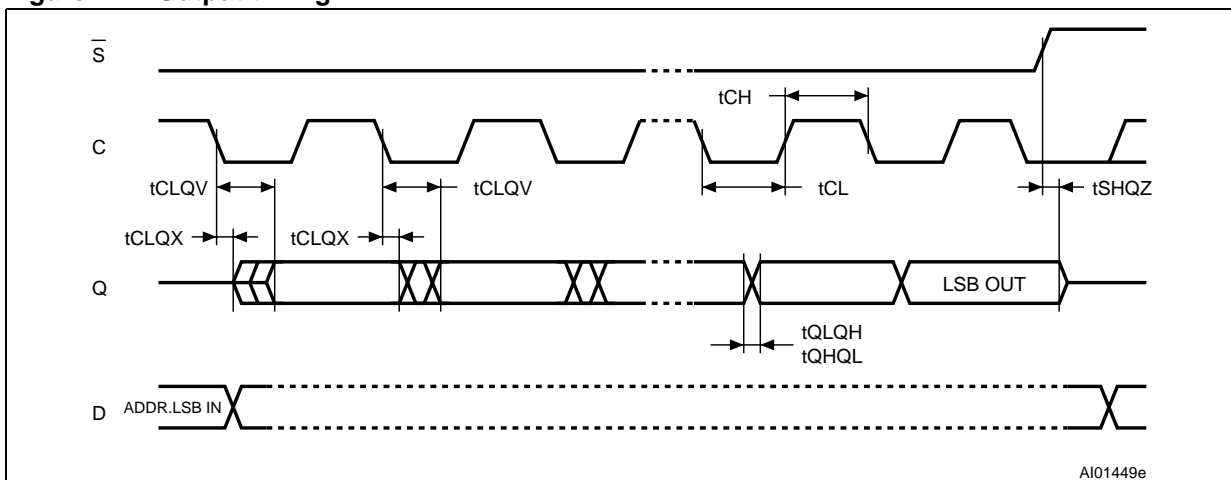 S
tCH
C
tCLQV
tCLQV
tCL
tSHQZ
tCLQX
tCLQX
Q
LSB OUT
tQLQH
tQHQL
D
ADDR.LSB IN
AI01449e